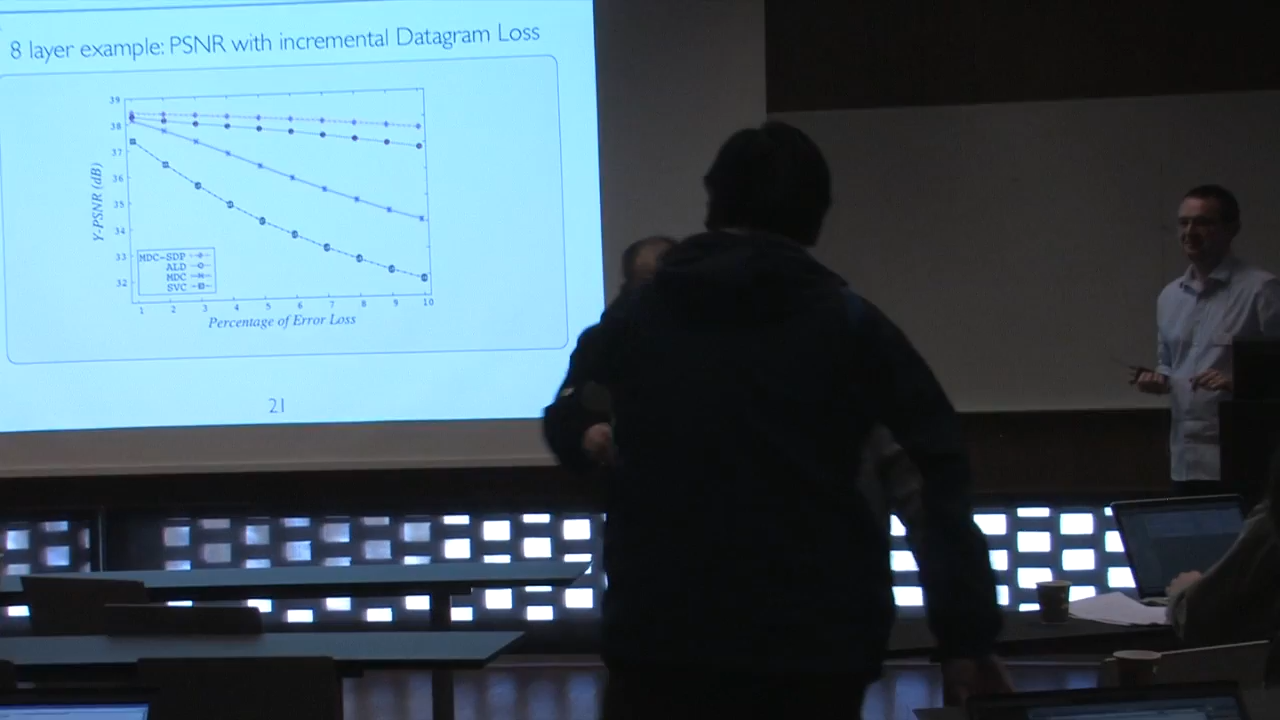 8 layer example: PSNR with incremental Datagram Loss
39
38
37
36
35
34
33
32
Y-PSNR (dB)
MDC-SDP
ALD
MDC
SVC
1 2 3 4 5 6 7 8 9 10
Percentage of Error Loss
21